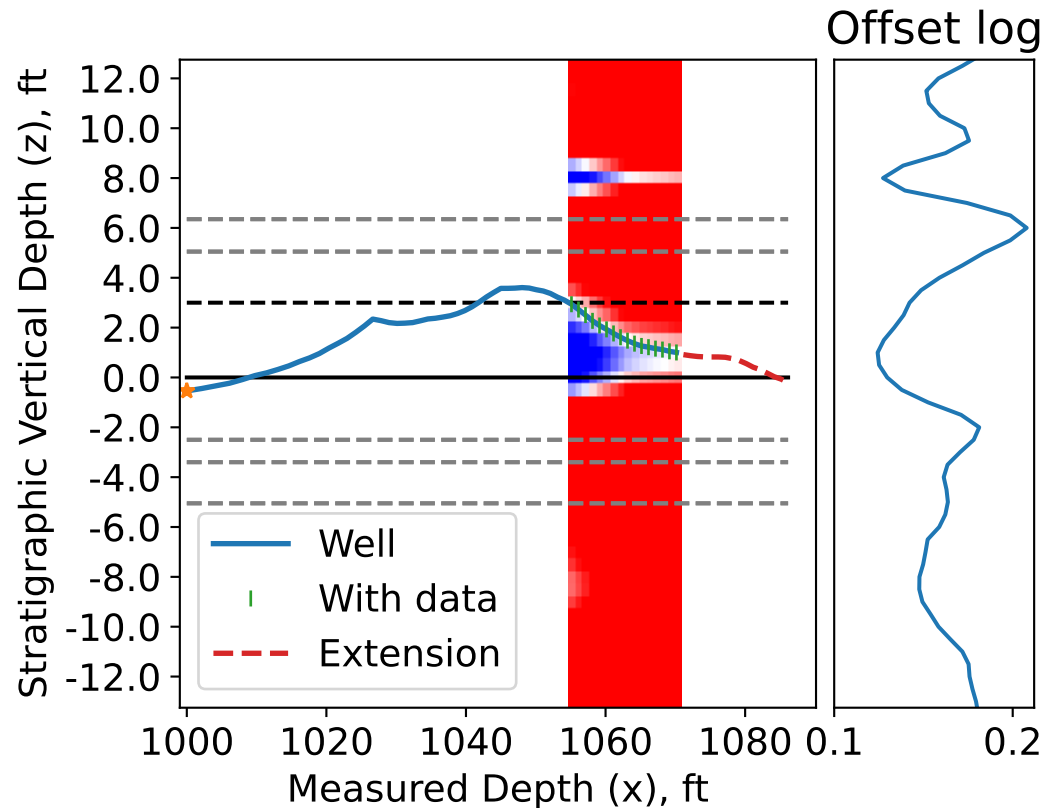 Offset log
Stratigraphic Vertical Depth (z), ft
12.0
10.0
8.0
6.0
4.0
2.0
0.0
-2.0
-4.0
-6.0
-8.0
-10.0
-12.0
Well
With data
Extension
1000 1020 1040 1060 1080 0.1 0.2
Measured Depth (x), ft